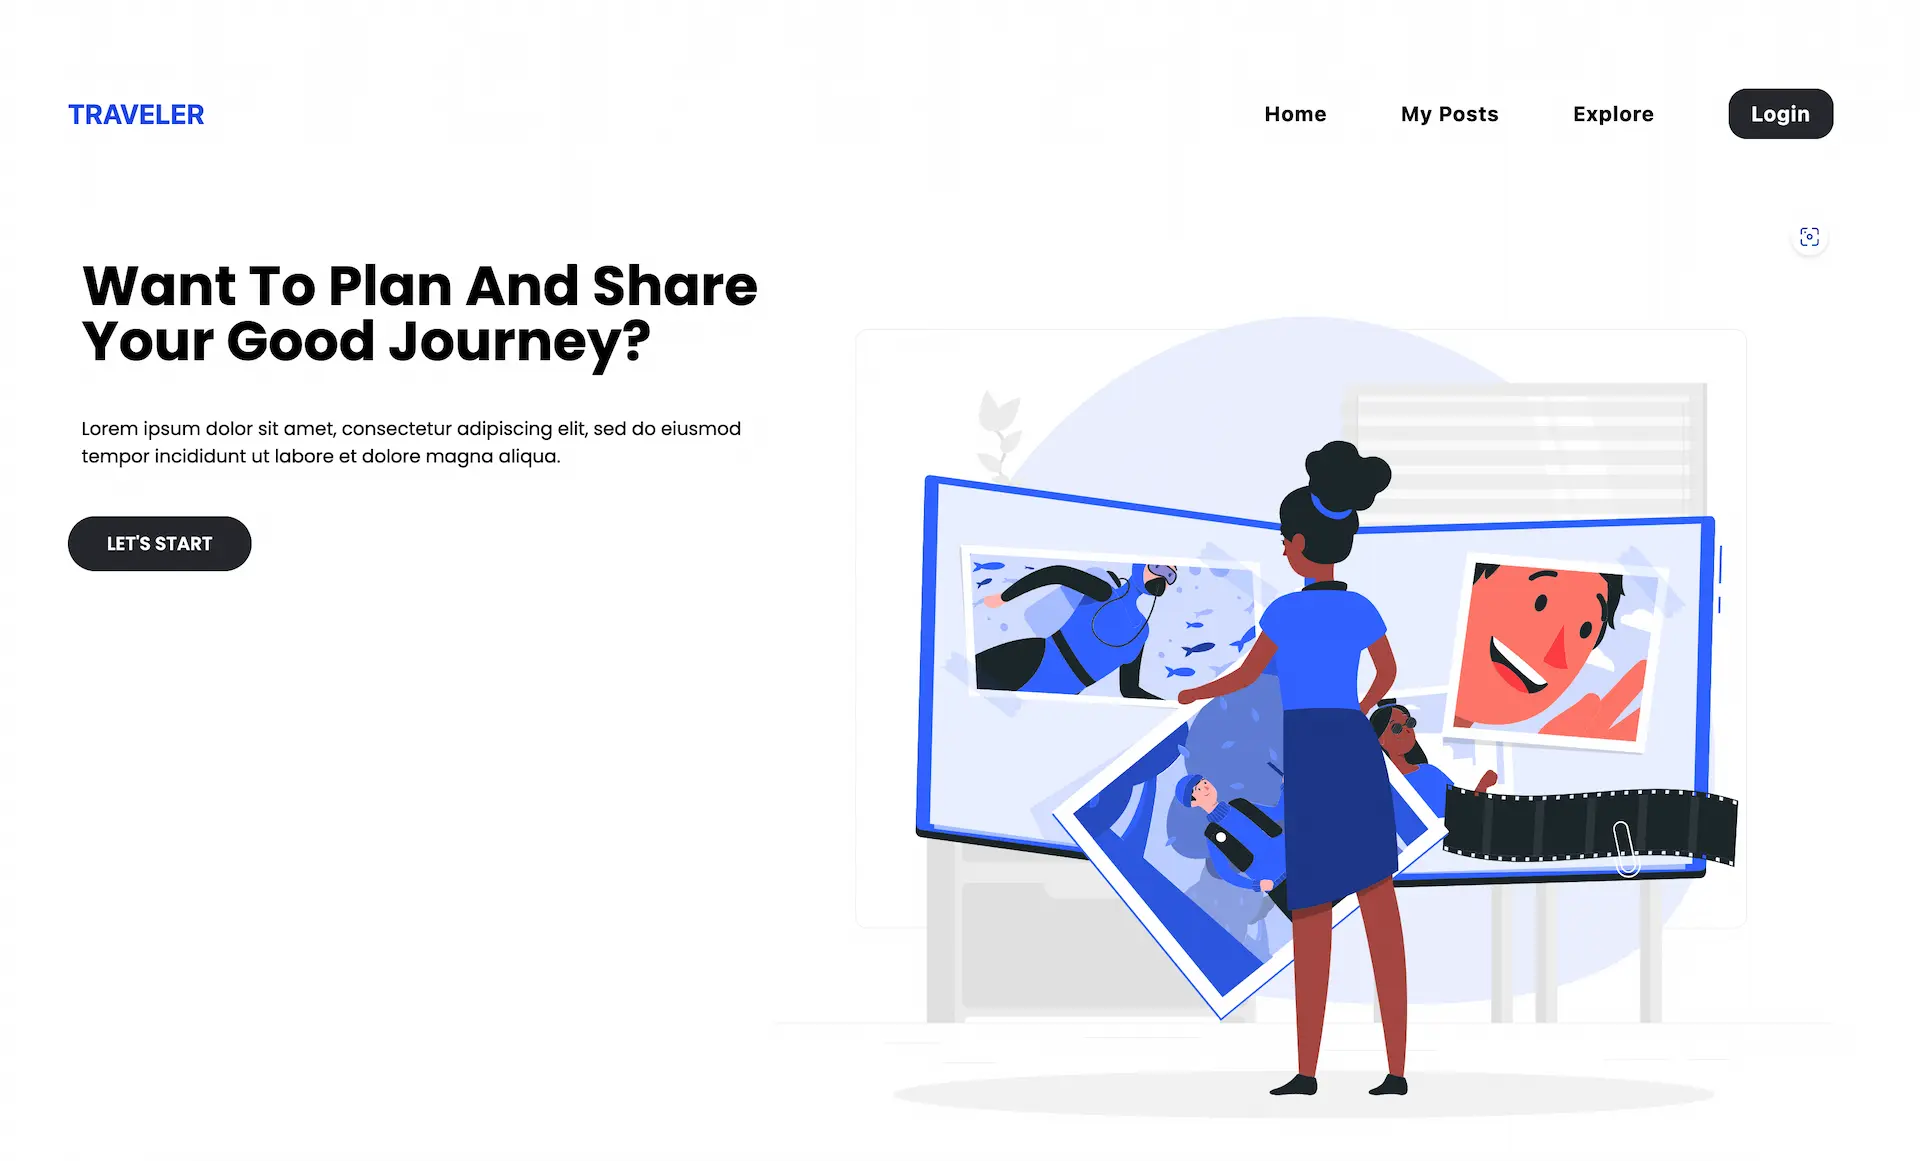 TRAVELER
Home
My Posts
Explore
Login
Want To Plan And Share
Your Good Journey?
Lorem ipsum dolor sit amet, consectetur adipiscing elit, sed do eiusmod
tempor incididunt ut labore et dolore magna aliqua.
LET'S START